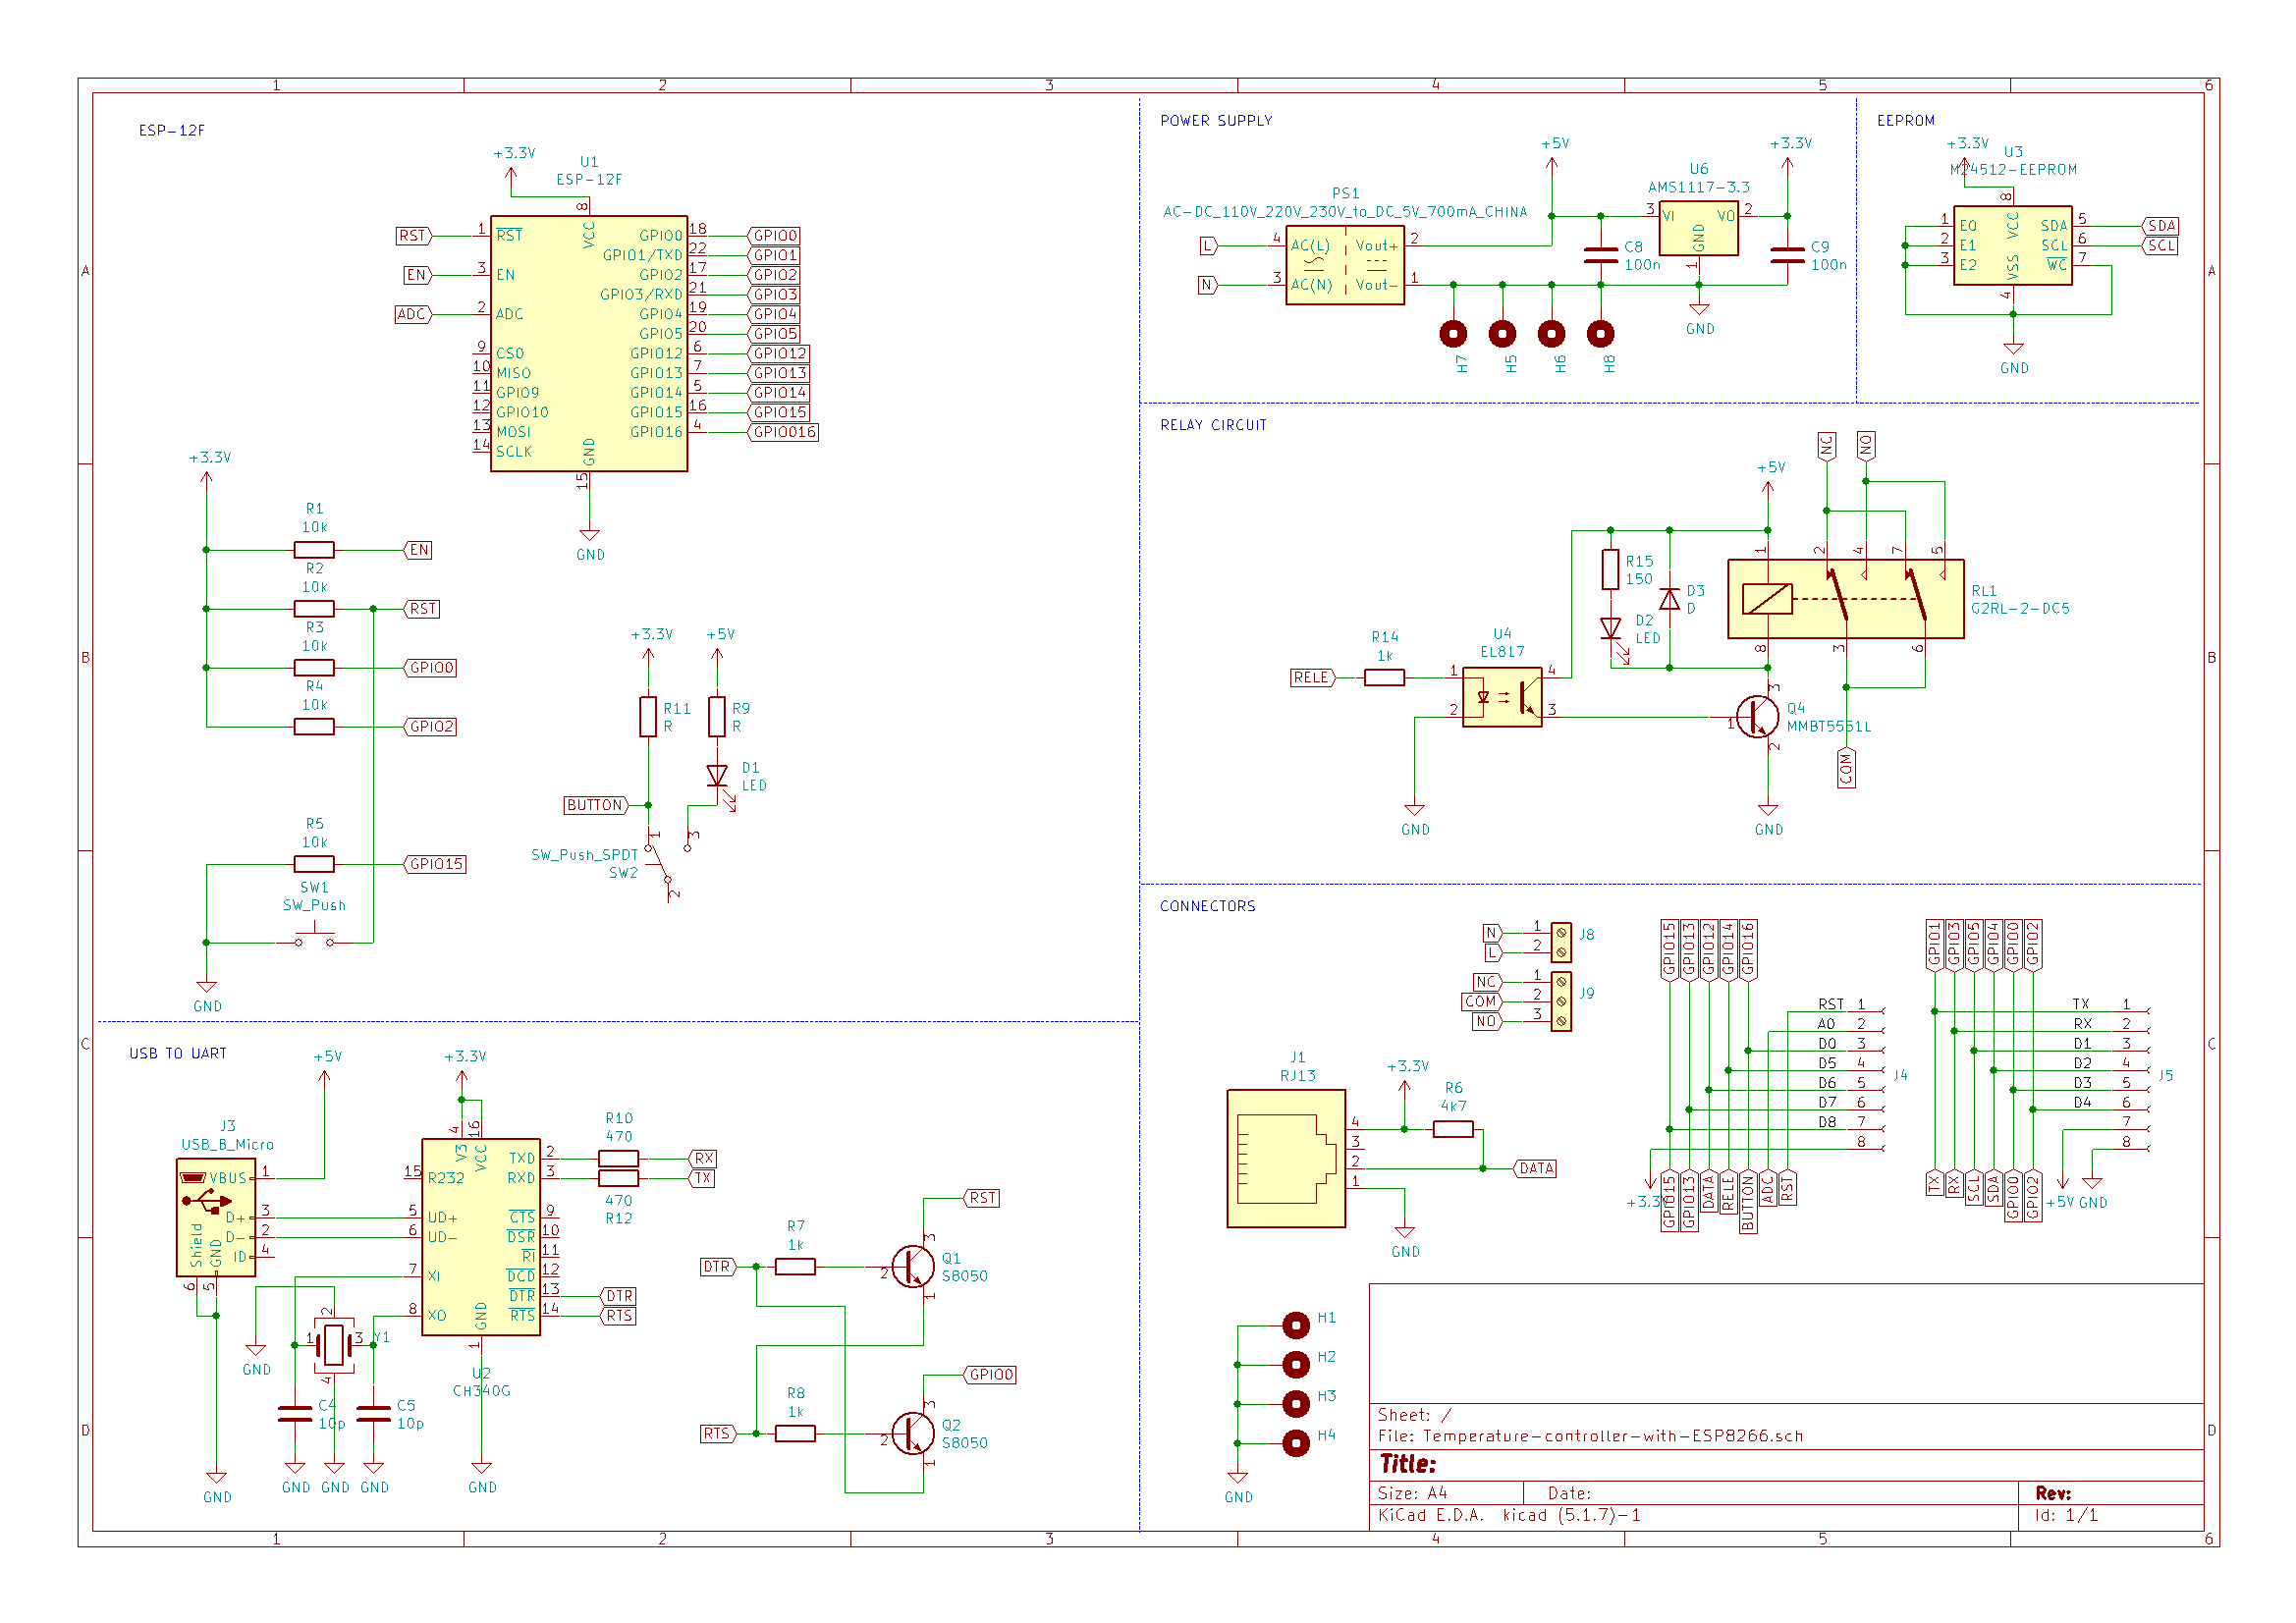 1 2 3 4 5 6
A
B
C
D
ESP-12F
+3.3V
U1
ESP-12F
8
VCC
RST 1 RST
EN 3 EN
ADC 2 ADC
9 CS0
10 MISO
11 GPIO9
12 GPIO10
13 MOSI
14 SCLK
GPIO0 18 GPIO0
GPIO1/TXD 22 GPIO1
GPIO2 17 GPIO2
GPIO3/RXD 21 GPIO3
GPIO4 19 GPIO4
GPIO5 20 GPIO5
GPIO12 6 GPIO12
GPIO13 7 GPIO13
GPIO14 5 GPIO14
GPIO15 16 GPIO15
GPIO16 4 GPIO016
GND
15
GND
+3.3V
R1
10k
EN
R2
10k
RST
R3
10k
GPIO0
R4
10k
GPIO2
R5
10k
GPIO15
SW1
SW_Push
GND
+3.3V +5V
R11
R
R9
R
D1
LED
BUTTON
1 3
SW_Push_SPDT
SW2
2
USB TO UART
+5V
+3.3V
J3
USB_B_Micro
VBUS 1
D+ 3
D- 2
ID 4
Shield GND
6 5
GND
4 16
V3 VCC
15 R232
5 UD+
6 UD-
7 XI
8 XO
TXD 2
RXD 3
CTS 9
DSR 10
RI 11
DCD 12
DTR 13 DTR
RTS 14 RTS
GND
1
U2
CH340G
GND
R10
470
RX
TX
470
R12
GND
2
1 3 Y1
4
C4
10p
C5
10p
GND GND GND
DTR
R7
1k
2
3
1
Q1
S8050
RST
RTS
R8
1k
2
3
1
Q2
S8050
GPIO0
POWER SUPPLY
PS1
AC-DC_110V_220V_230V_to_DC_5V_700mA_CHINA
L 4 AC(L) Vout+ 2
N 3 AC(N) Vout- 1
+5V
U6
AMS1117-3.3
3 VI VO 2
GND
1
+3.3V
C8
100n
C9
100n
GND
H7 H5 H6 H8
EEPROM
+3.3V
U3
M24512-EEPROM
8
VCC
1 E0
2 E1
3 E2
SDA 5 SDA
SCL 6 SCL
WC 7
VSS
4
GND
RELAY CIRCUIT
NC NO
+5V
R15
150
D3
D
D2
LED
1 2 4 7 5
RL1
G2RL-2-DC5
8 3 6
RELE
R14
1k
U4
EL817
1 4
2 3
GND
3
1
2
Q4
MMBT5551L
COM
GND
CONNECTORS
N 1
L 2
J8
NC 1
COM 2
NO 3
J9
J1
RJ13
4
3
2
1
+3.3V
R6
4k7
DATA
GND
GPIO15 GPIO13 GPIO12 GPIO14 GPIO16
RST 1
A0 2
D0 3
D5 4
D6 5
D7 6
D8 7
8
J4
+3.3V
GPIO15 GPIO13 DATA RELE BUTTON ADC RST
GPIO1 GPIO3 GPIO5 GPIO4 GPIO0 GPIO2
TX 1
RX 2
D1 3
D2 4
D3 5
D4 6
7
8
J5
TX RX SCL SDA GPIO0 GPIO2
+5V GND
H1
H2
H3
H4
GND
Sheet: /
File: Temperature-controller-with-ESP8266.sch
Title:
Size: A4 Date: Rev:
KiCad E.D.A. kicad (5.1.7)-1 Id: 1/1
A
B
C
D
1 2 3 4 5 6